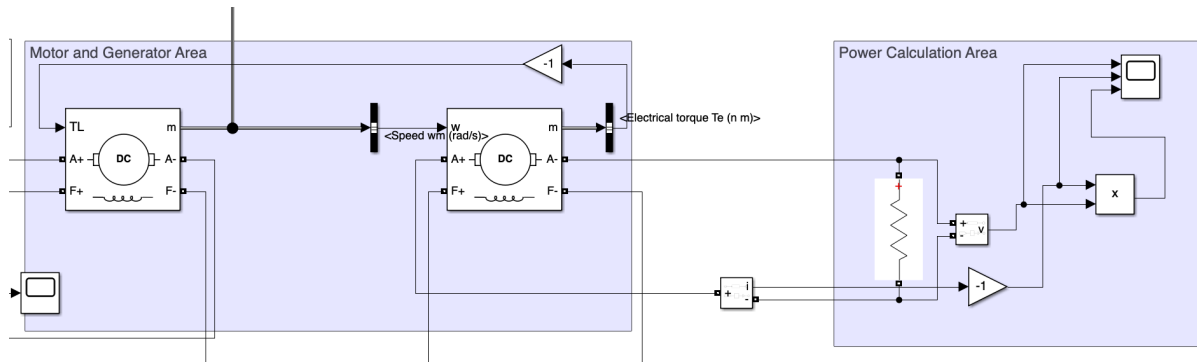 Motor and Generator Area
Power Calculation Area
-1
TL
m
A+
DC
A-
F+
F-
<Speed wm (rad/s)>
w
m
A+
DC
A-
F+
F-
<Electrical torque Te (n m)>
+
+
-
v
x
+
i
-
-1